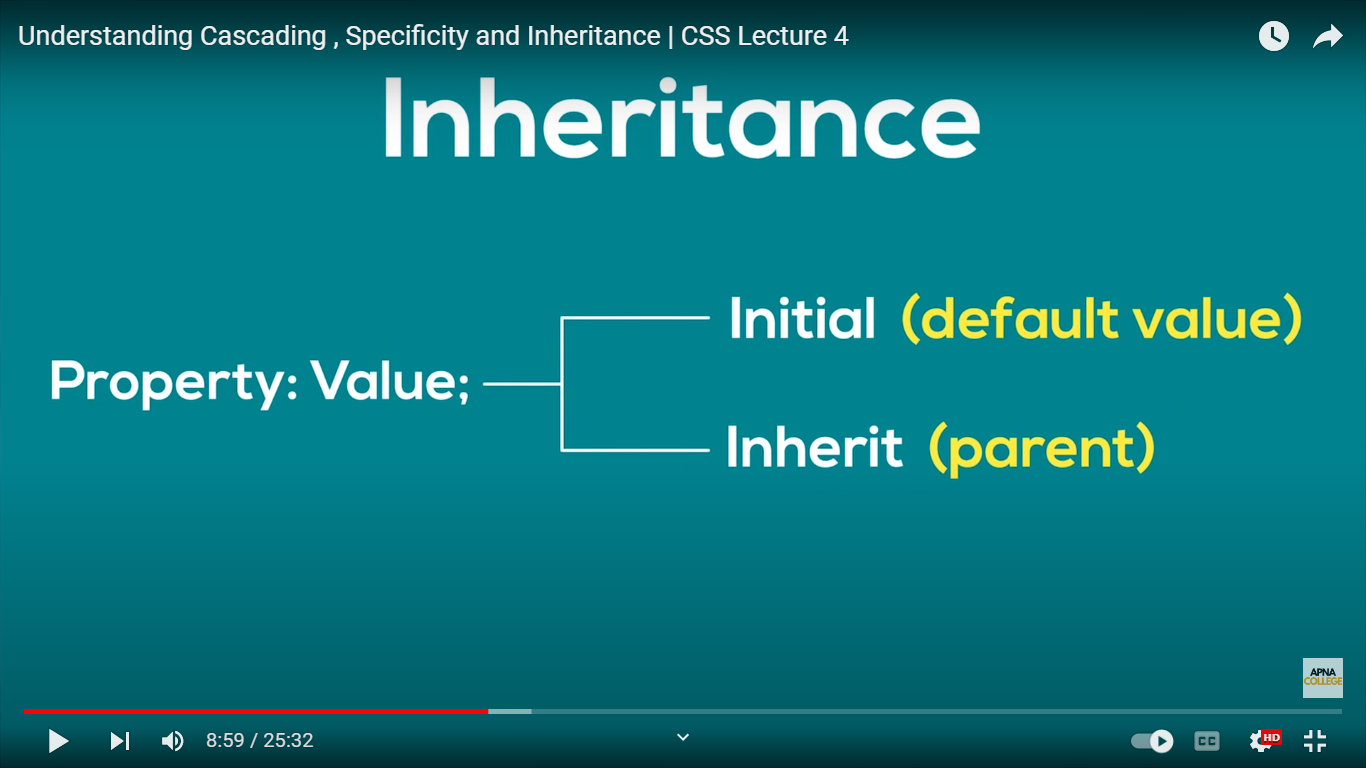 Understanding Cascading , Specificity and Inheritance | CSS Lecture 4
Inheritance
Initial (default value)
Property: Value;
Inherit (parent)
APNA
COLLEGE
8:59 / 25:32
CC
HD